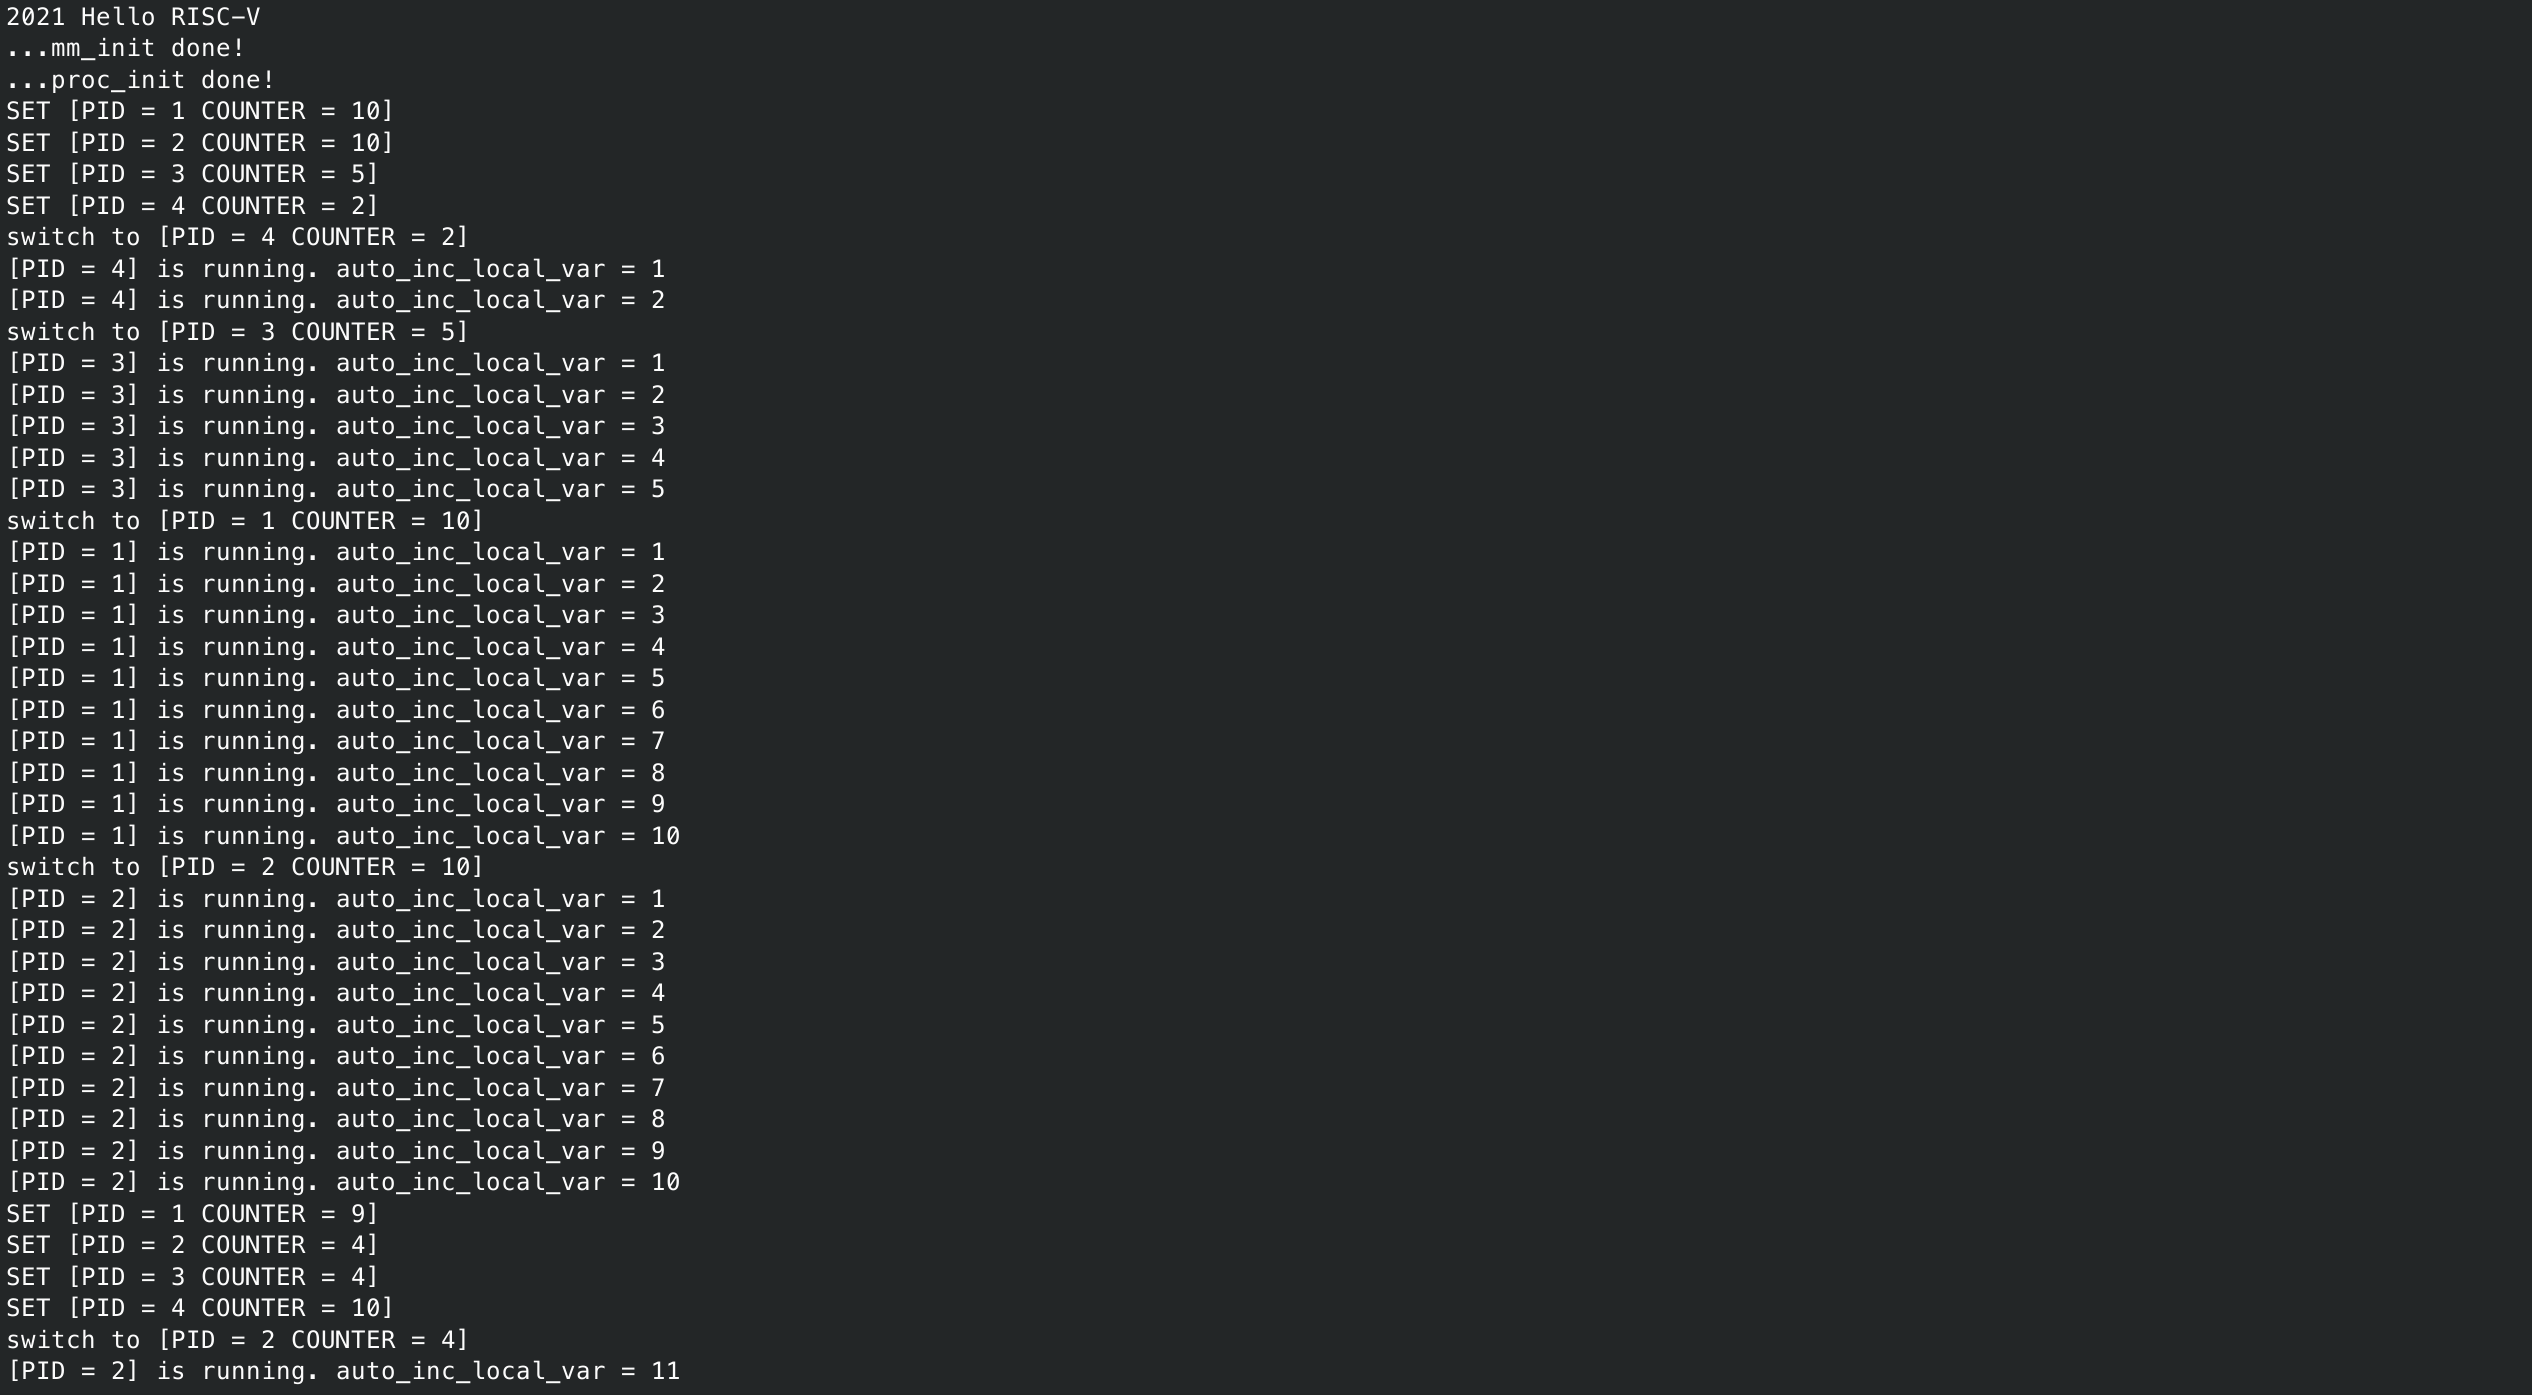 2021 Hello RISC-V
...mm_init done!
...proc_init done!
SET [PID = 1 COUNTER = 10]
SET [PID = 2 COUNTER = 10]
SET [PID = 3 COUNTER = 5]
SET [PID = 4 COUNTER = 2]
switch to [PID = 4 COUNTER = 2]
[PID = 4] is running. auto_inc_local_var = 1
[PID = 4] is running. auto_inc_local_var = 2
switch to [PID = 3 COUNTER = 5]
[PID = 3] is running. auto_inc_local_var = 1
[PID = 3] is running. auto_inc_local_var = 2
[PID = 3] is running. auto_inc_local_var = 3
[PID = 3] is running. auto_inc_local_var = 4
[PID = 3] is running. auto_inc_local_var = 5
switch to [PID = 1 COUNTER = 10]
[PID = 1] is running. auto_inc_local_var = 1
[PID = 1] is running. auto_inc_local_var = 2
[PID = 1] is running. auto_inc_local_var = 3
[PID = 1] is running. auto_inc_local_var = 4
[PID = 1] is running. auto_inc_local_var = 5
[PID = 1] is running. auto_inc_local_var = 6
[PID = 1] is running. auto_inc_local_var = 7
[PID = 1] is running. auto_inc_local_var = 8
[PID = 1] is running. auto_inc_local_var = 9
[PID = 1] is running. auto_inc_local_var = 10
switch to [PID = 2 COUNTER = 10]
[PID = 2] is running. auto_inc_local_var = 1
[PID = 2] is running. auto_inc_local_var = 2
[PID = 2] is running. auto_inc_local_var = 3
[PID = 2] is running. auto_inc_local_var = 4
[PID = 2] is running. auto_inc_local_var = 5
[PID = 2] is running. auto_inc_local_var = 6
[PID = 2] is running. auto_inc_local_var = 7
[PID = 2] is running. auto_inc_local_var = 8
[PID = 2] is running. auto_inc_local_var = 9
[PID = 2] is running. auto_inc_local_var = 10
SET [PID = 1 COUNTER = 9]
SET [PID = 2 COUNTER = 4]
SET [PID = 3 COUNTER = 4]
SET [PID = 4 COUNTER = 10]
switch to [PID = 2 COUNTER = 4]
[PID = 2] is running. auto_inc_local_var = 11